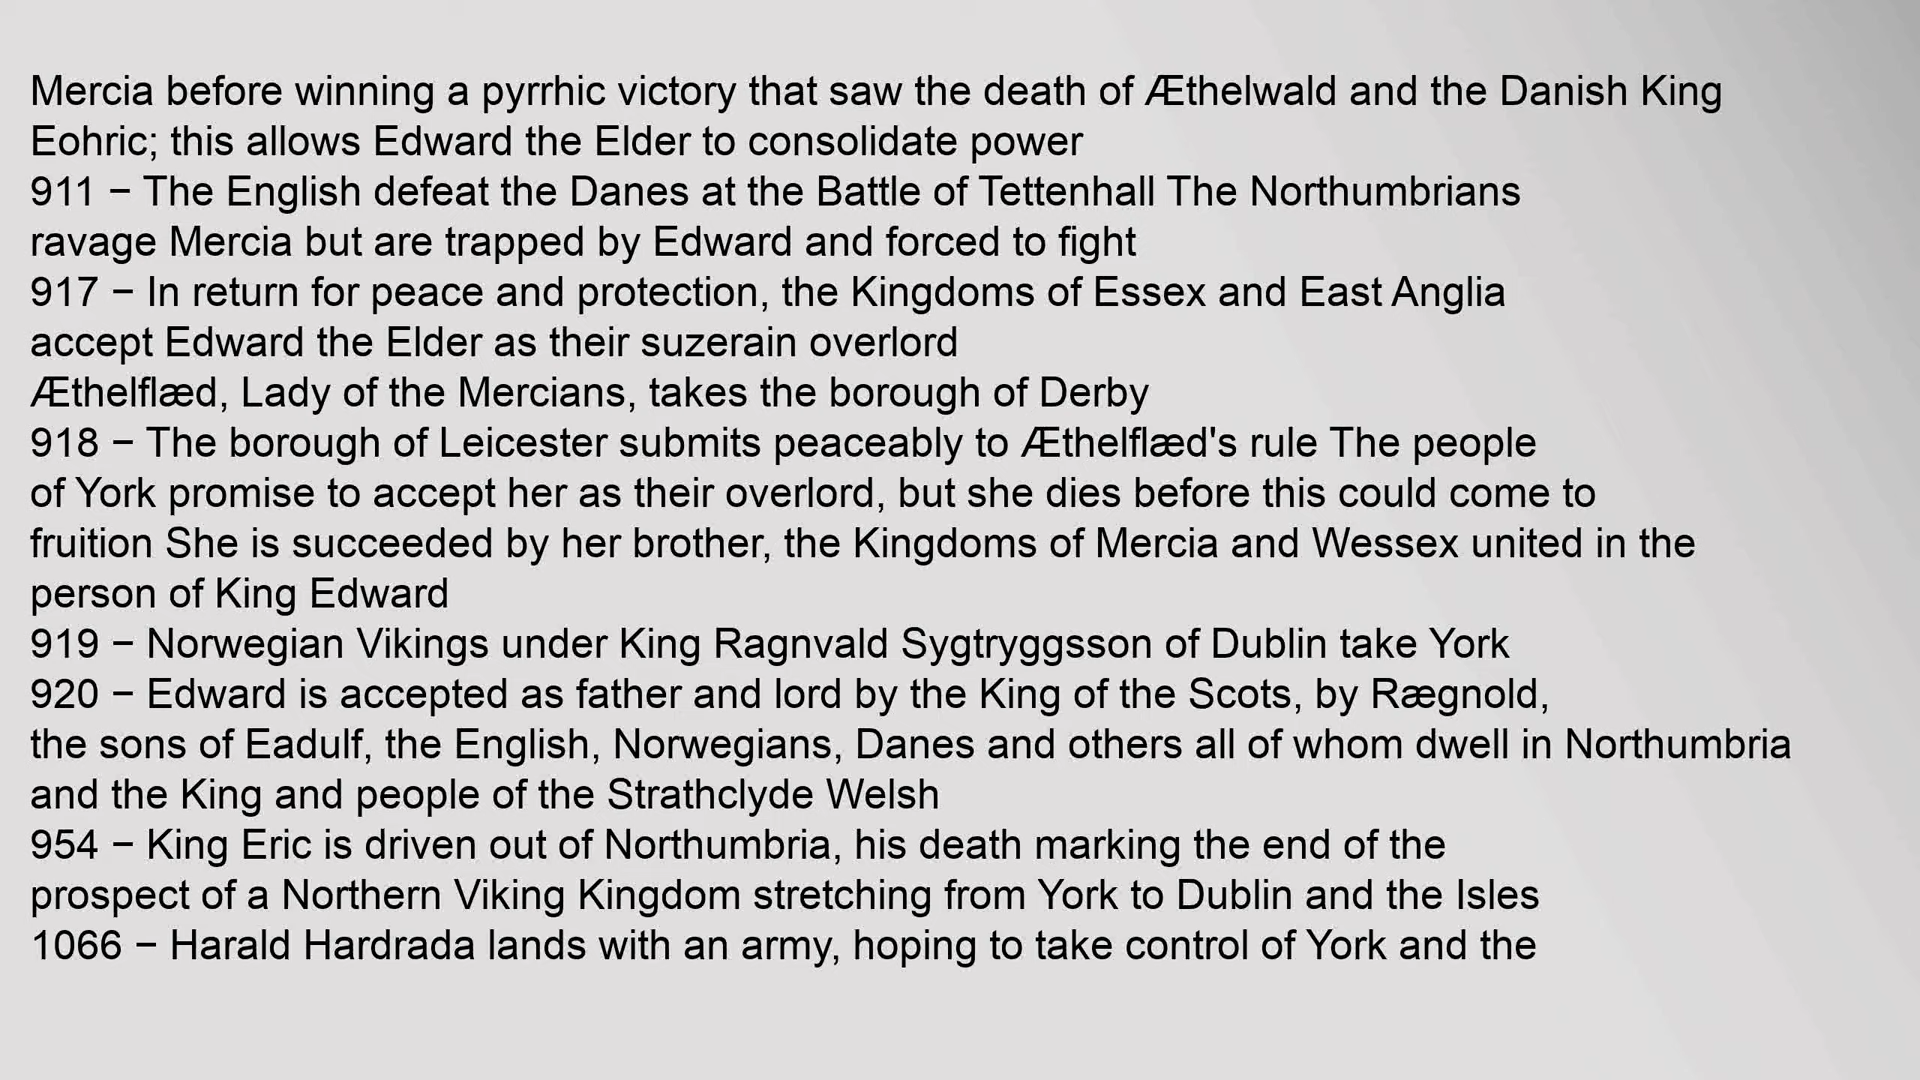 Mercia before winning a pyrrhic victory that saw the death of Æthelwald and the Danish King
Eohric; this allows Edward the Elder to consolidate power
911 − The English defeat the Danes at the Battle of Tettenhall The Northumbrians
ravage Mercia but are trapped by Edward and forced to fight
917 − In return for peace and protection, the Kingdoms of Essex and East Anglia
accept Edward the Elder as their suzerain overlord
Æthelflæd, Lady of the Mercians, takes the borough of Derby
918 − The borough of Leicester submits peaceably to Æthelflæd's rule The people
of York promise to accept her as their overlord, but she dies before this could come to
fruition She is succeeded by her brother, the Kingdoms of Mercia and Wessex united in the
person of King Edward
919 − Norwegian Vikings under King Ragnvald Sygtryggsson of Dublin take York
920 − Edward is accepted as father and lord by the King of the Scots, by Rægnold,
the sons of Eadulf, the English, Norwegians, Danes and others all of whom dwell in Northumbria
and the King and people of the Strathclyde Welsh
954 − King Eric is driven out of Northumbria, his death marking the end of the
prospect of a Northern Viking Kingdom stretching from York to Dublin and the Isles
1066 − Harald Hardrada lands with an army, hoping to take control of York and the